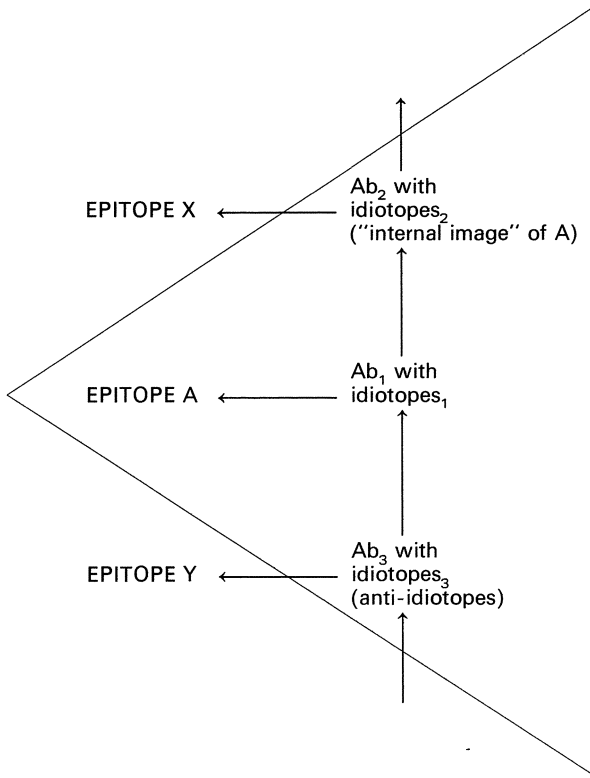 Ab₂ with
EPITOPE X idiotopes₂
("internal image" of A)
Ab₁ with
EPITOPE A idiotopes₁
Ab₃ with
EPITOPE Y idiotopes₃
(anti-idiotopes)